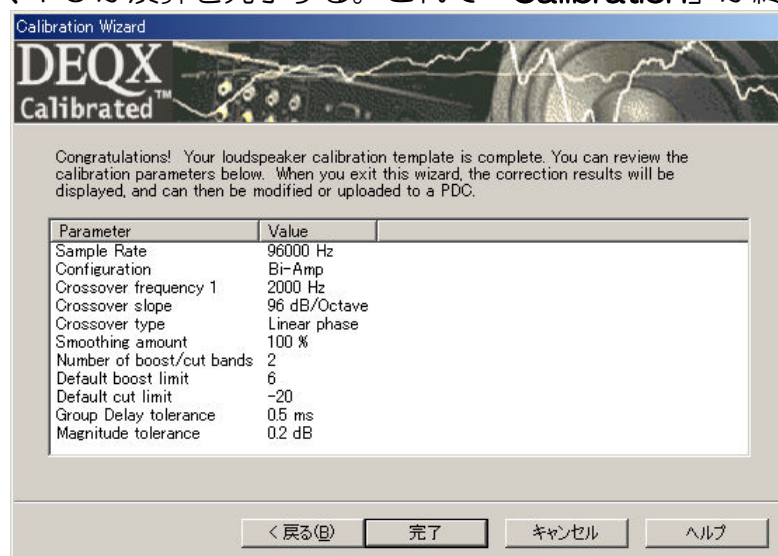 Calibration Wizard
DEQX
Calibrated™
Congratulations! Your loudspeaker calibration template is complete. You can review the
calibration parameters below. When you exit this wizard, the correction results will be
displayed, and can then be modified or uploaded to a PDC.
Parameter Value
Sample Rate 96000 Hz
Configuration Bi-Amp
Crossover frequency 1 2000 Hz
Crossover slope 96 dB/Octave
Crossover type Linear phase
Smoothing amount 100 %
Number of boost/cut bands 2
Default boost limit 6
Default cut limit -20
Group Delay tolerance 0.5 ms
Magnitude tolerance 0.2 dB
< 戻る(B) 完了 キャンセル ヘルプ